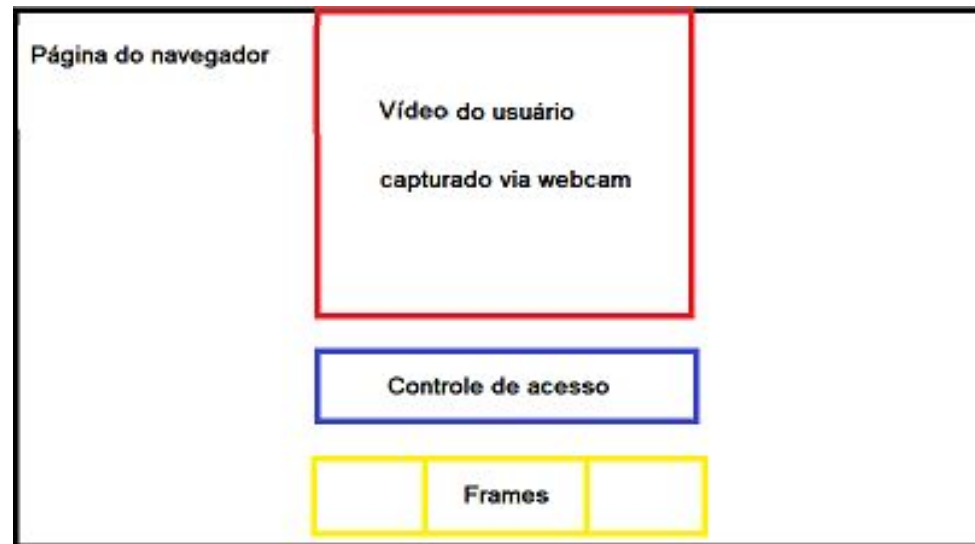 Página do navegador
Vídeo do usuário
capturado via webcam
Controle de acesso
Frames